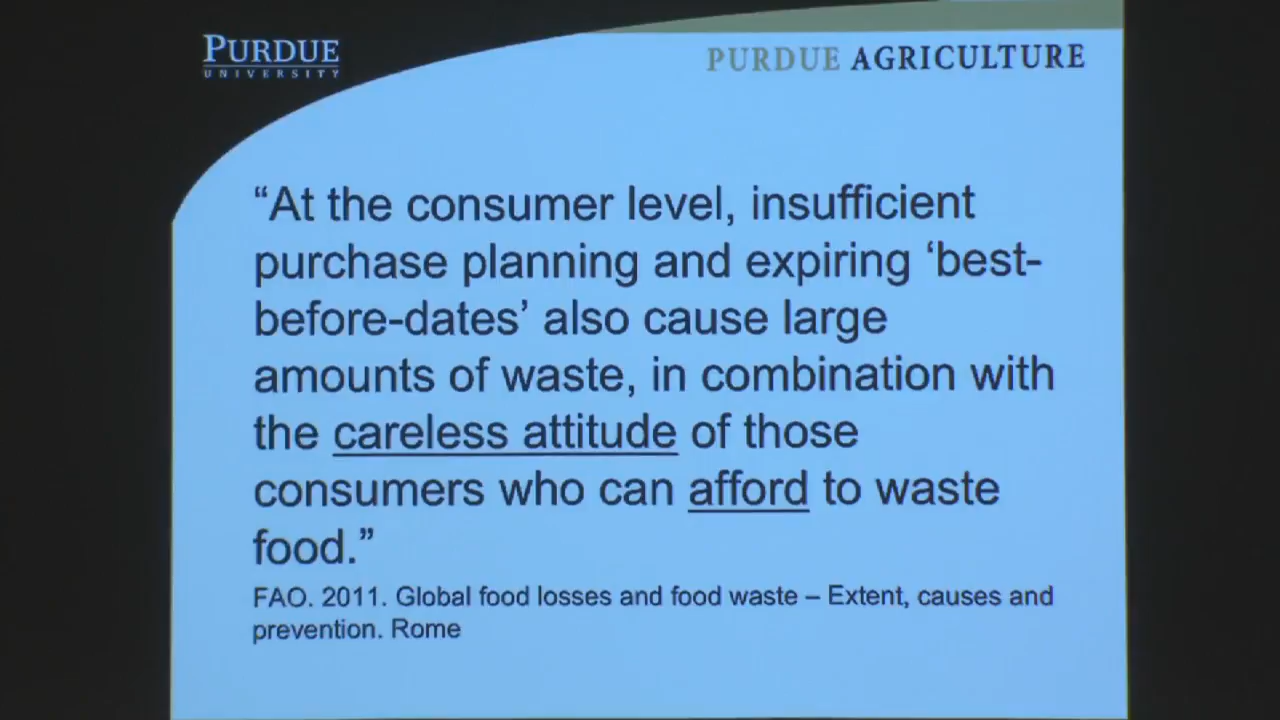 PURDUE
UNIVERSITY
PURDUE AGRICULTURE
“At the consumer level, insufficient
purchase planning and expiring ‘best-
before-dates’ also cause large
amounts of waste, in combination with
the careless attitude of those
consumers who can afford to waste
food.”
FAO. 2011. Global food losses and food waste – Extent, causes and
prevention. Rome